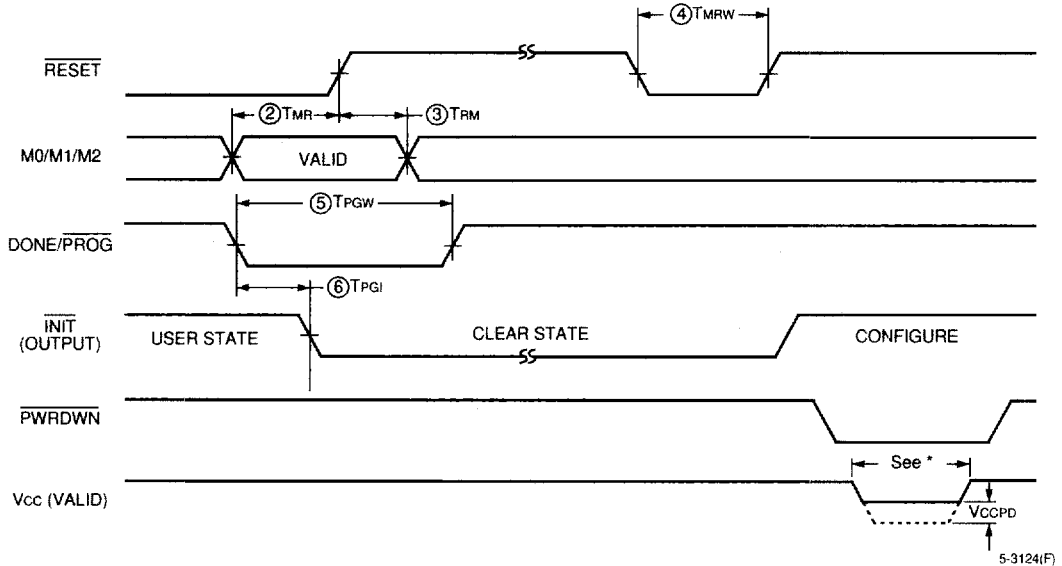 ④TMRW
RESET
②TMR
③TRM
M0/M1/M2
VALID
⑤TPGW
DONE/PROG
⑥TPGI
INIT
(OUTPUT)
USER STATE
CLEAR STATE
CONFIGURE
PWRDWN
See *
VCC (VALID)
VCCPD
5-3124(F)